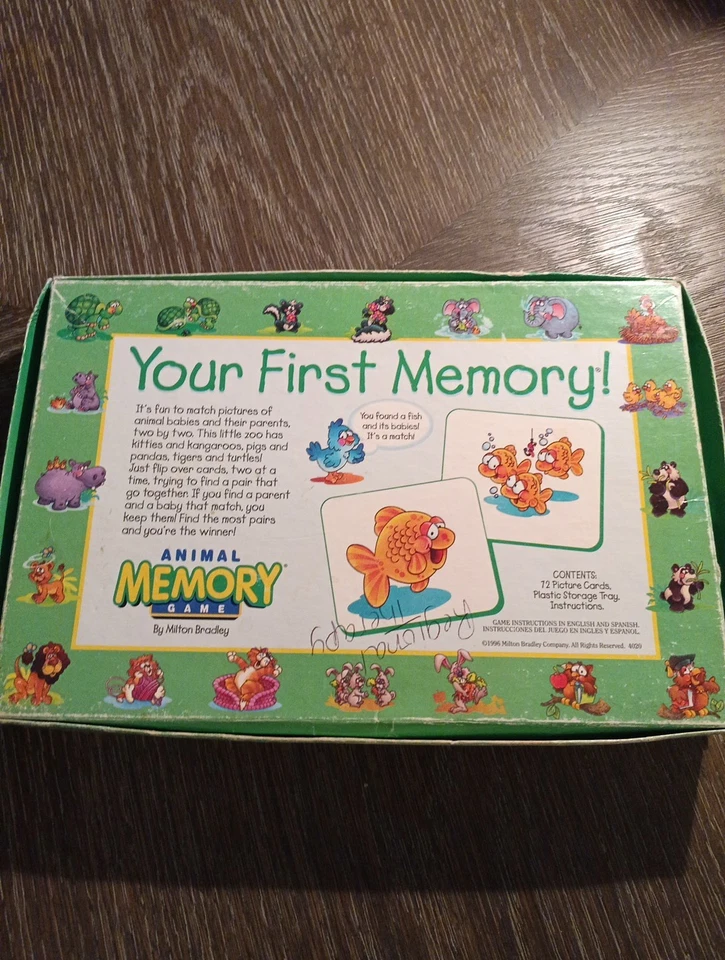 Your First Memory!
It's fun to match pictures of
animal babies and their parents,
two by two. This little zoo has
kitties and kangaroos, pigs and
pandas, tigers and turtles!
Just flip over cards, two at a
time, trying to find a pair that
go together. If you find a parent
and a baby that match, you
keep them! Find the most pairs
and you're the winner!
You found a fish
and its babies!
It's a match!
ANIMAL
MEMORY®
GAME
By Milton Bradley
CONTENTS:
72 Picture Cards,
Plastic Storage Tray,
Instructions.
GAME INSTRUCTIONS IN ENGLISH AND SPANISH.
INSTRUCCIONES DEL JUEGO EN INGLES Y ESPAÑOL.
©1996 Milton Bradley Company. All Rights Reserved. 4020
Regional
Therapy